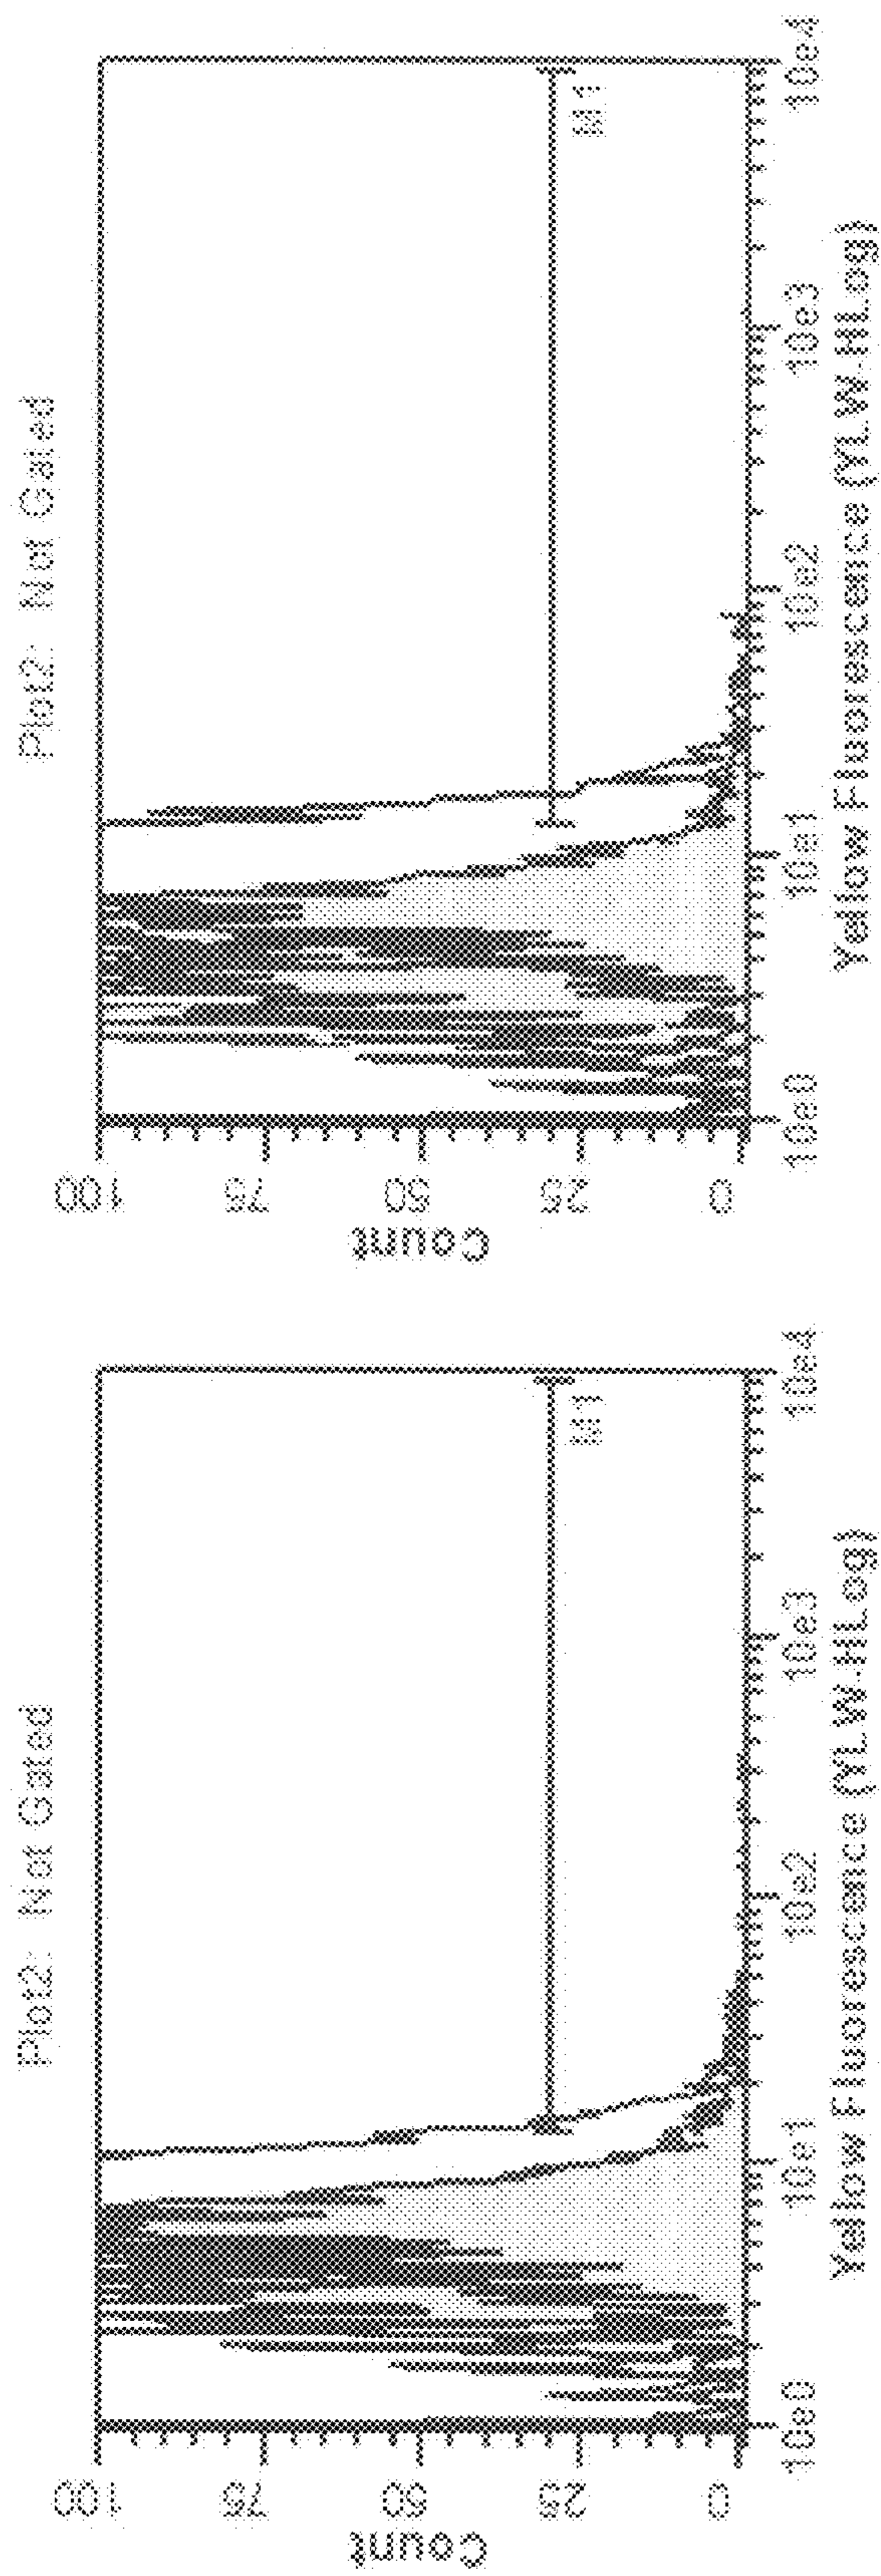 Plot2: Not Gated
Count
100
75
50
25
0
M1
10e0
10e1
10e2
10e3
10e4
Yellow Fluorescence (YLW-HLog)
Plot2: Not Gated
Count
100
75
50
25
0
M1
10e0
10e1
10e2
10e3
10e4
Yellow Fluorescence (YLW-HLog)